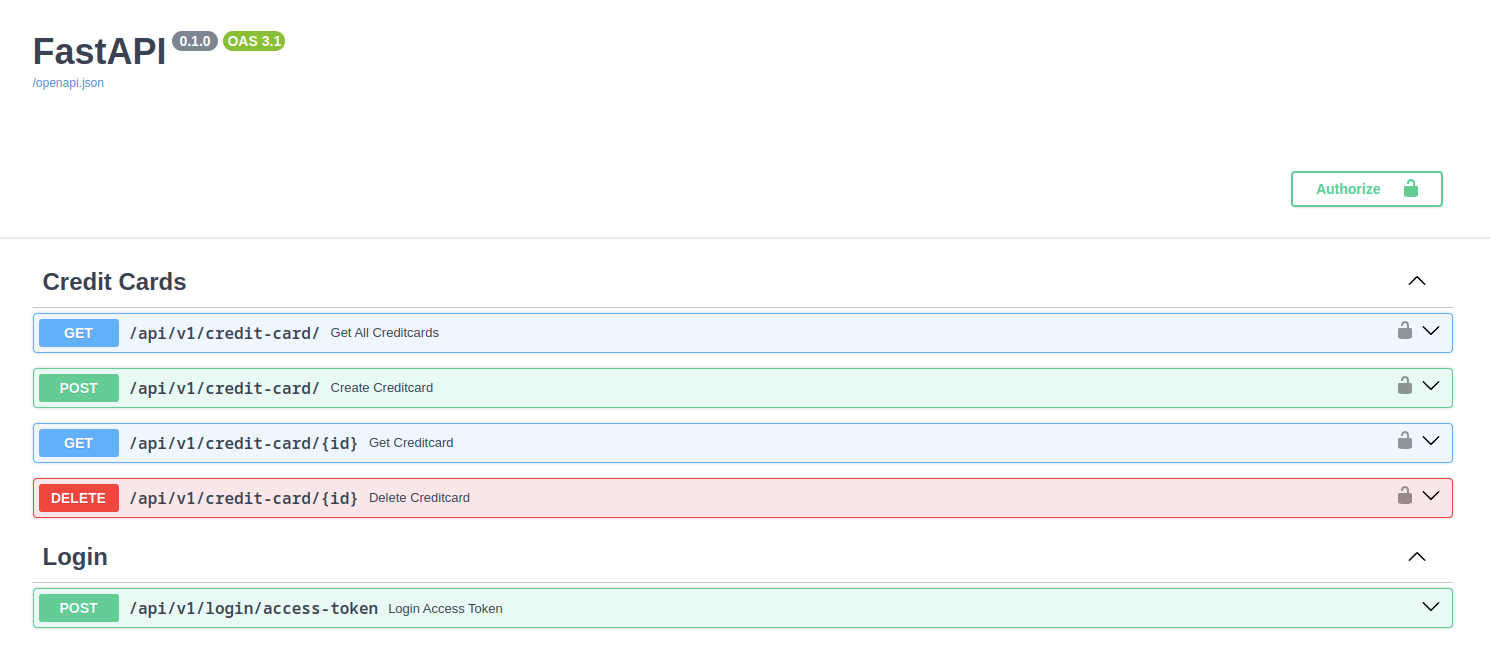 FastAPI 0.1.0 OAS 3.1
/openapi.json
Authorize
Credit Cards
GET /api/v1/credit-card/ Get All Creditcards
POST /api/v1/credit-card/ Create Creditcard
GET /api/v1/credit-card/{id} Get Creditcard
DELETE /api/v1/credit-card/{id} Delete Creditcard
Login
POST /api/v1/login/access-token Login Access Token